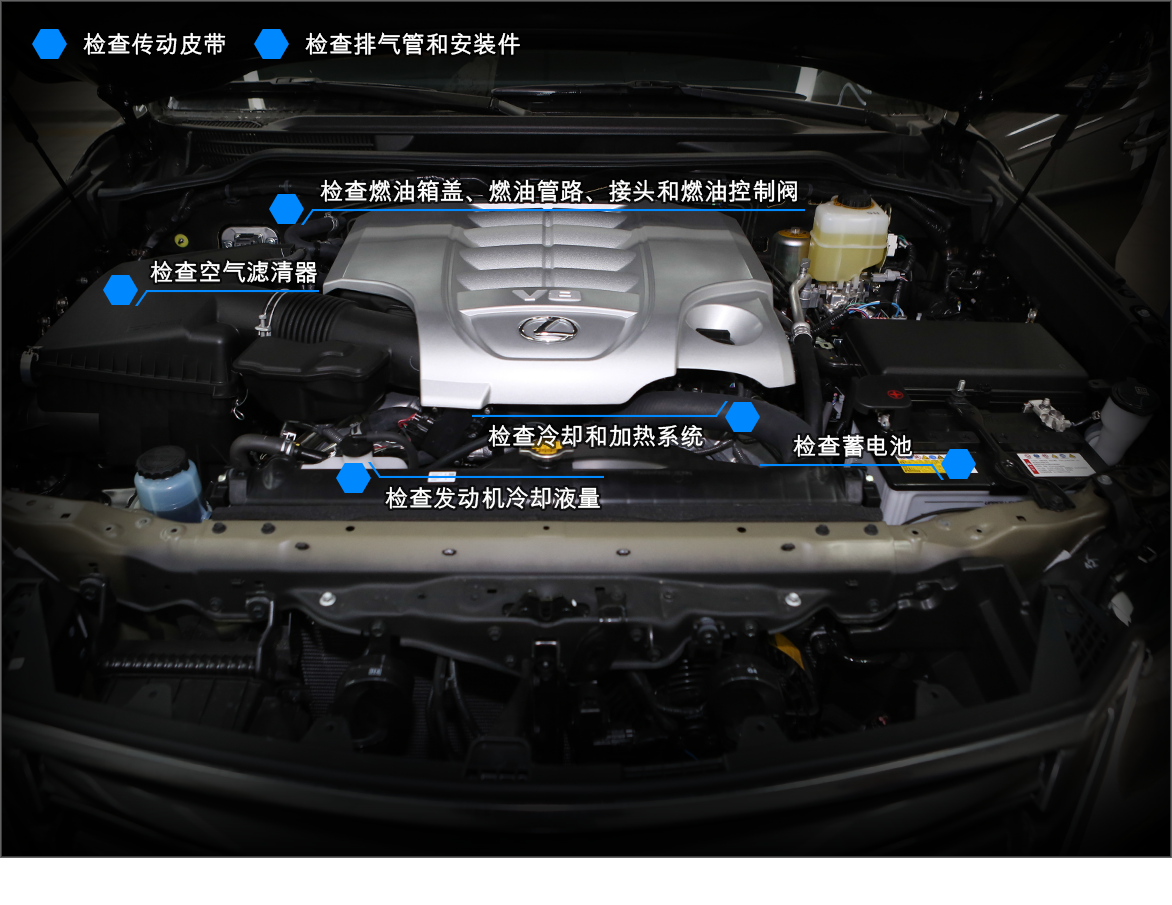 检查传动皮带
检查排气管和安装件
检查燃油箱盖、燃油管路、接头和燃油控制阀
检查空气滤清器
V8
检查冷却和加热系统
检查蓄电池
检查发动机冷却液量